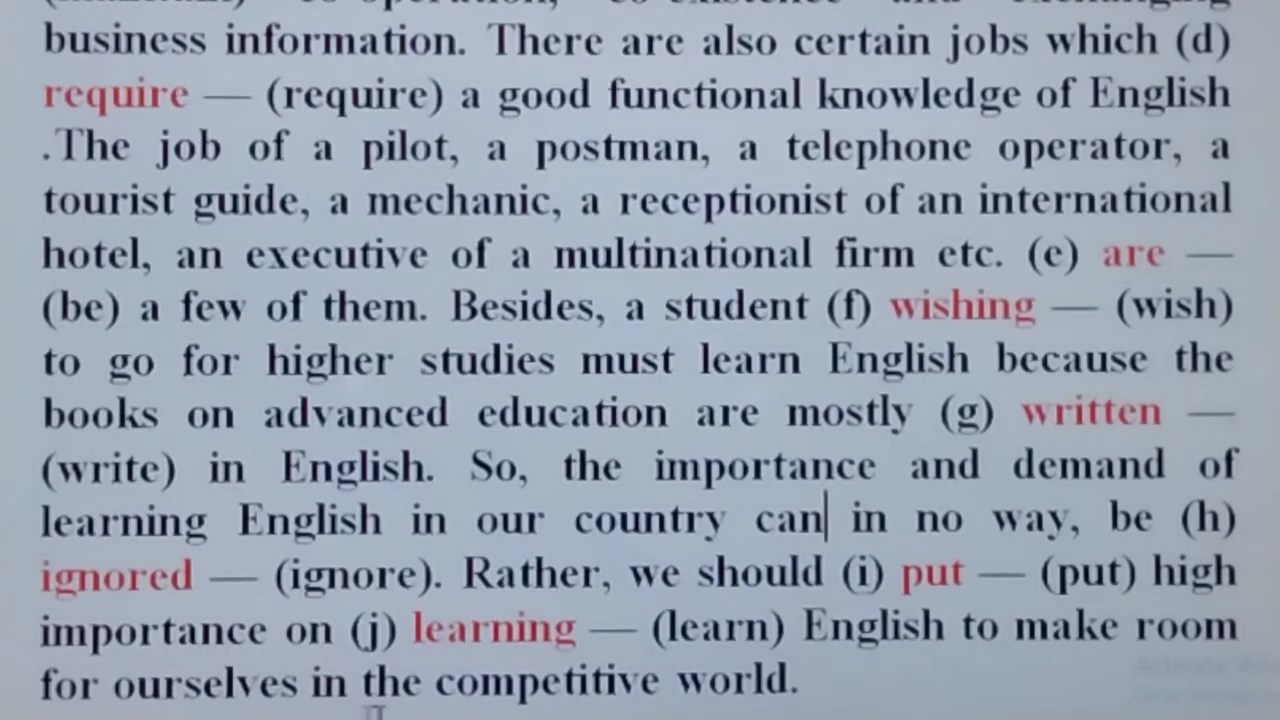 business information. There are also certain jobs which (d)
require — (require) a good functional knowledge of English
.The job of a pilot, a postman, a telephone operator, a
tourist guide, a mechanic, a receptionist of an international
hotel, an executive of a multinational firm etc. (e) are —
(be) a few of them. Besides, a student (f) wishing — (wish)
to go for higher studies must learn English because the
books on advanced education are mostly (g) written —
(write) in English. So, the importance and demand of
learning English in our country can in no way, be (h)
ignored — (ignore). Rather, we should (i) put — (put) high
importance on (j) learning — (learn) English to make room
for ourselves in the competitive world.